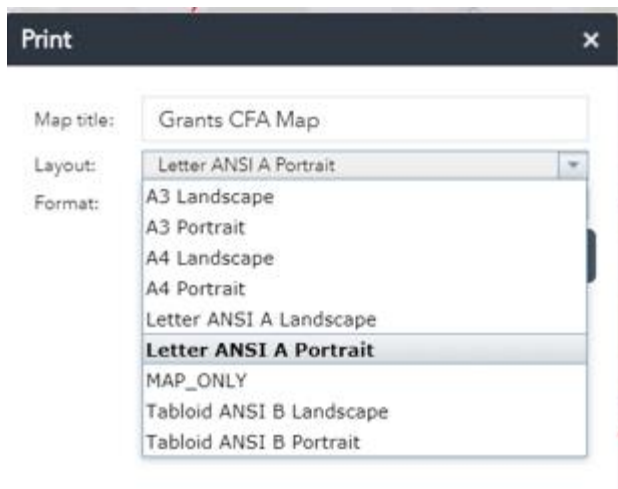 Print
Map title: Grants CFA Map
Layout: Letter ANSI A Portrait
Format:
A3 Landscape
A3 Portrait
A4 Landscape
A4 Portrait
Letter ANSI A Landscape
Letter ANSI A Portrait
MAP_ONLY
Tabloid ANSI B Landscape
Tabloid ANSI B Portrait